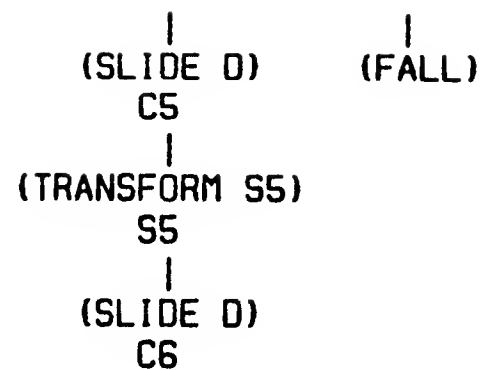 (SLIDE D) (FALL)
C5
(TRANSFORM S5)
S5
(SLIDE D)
C6